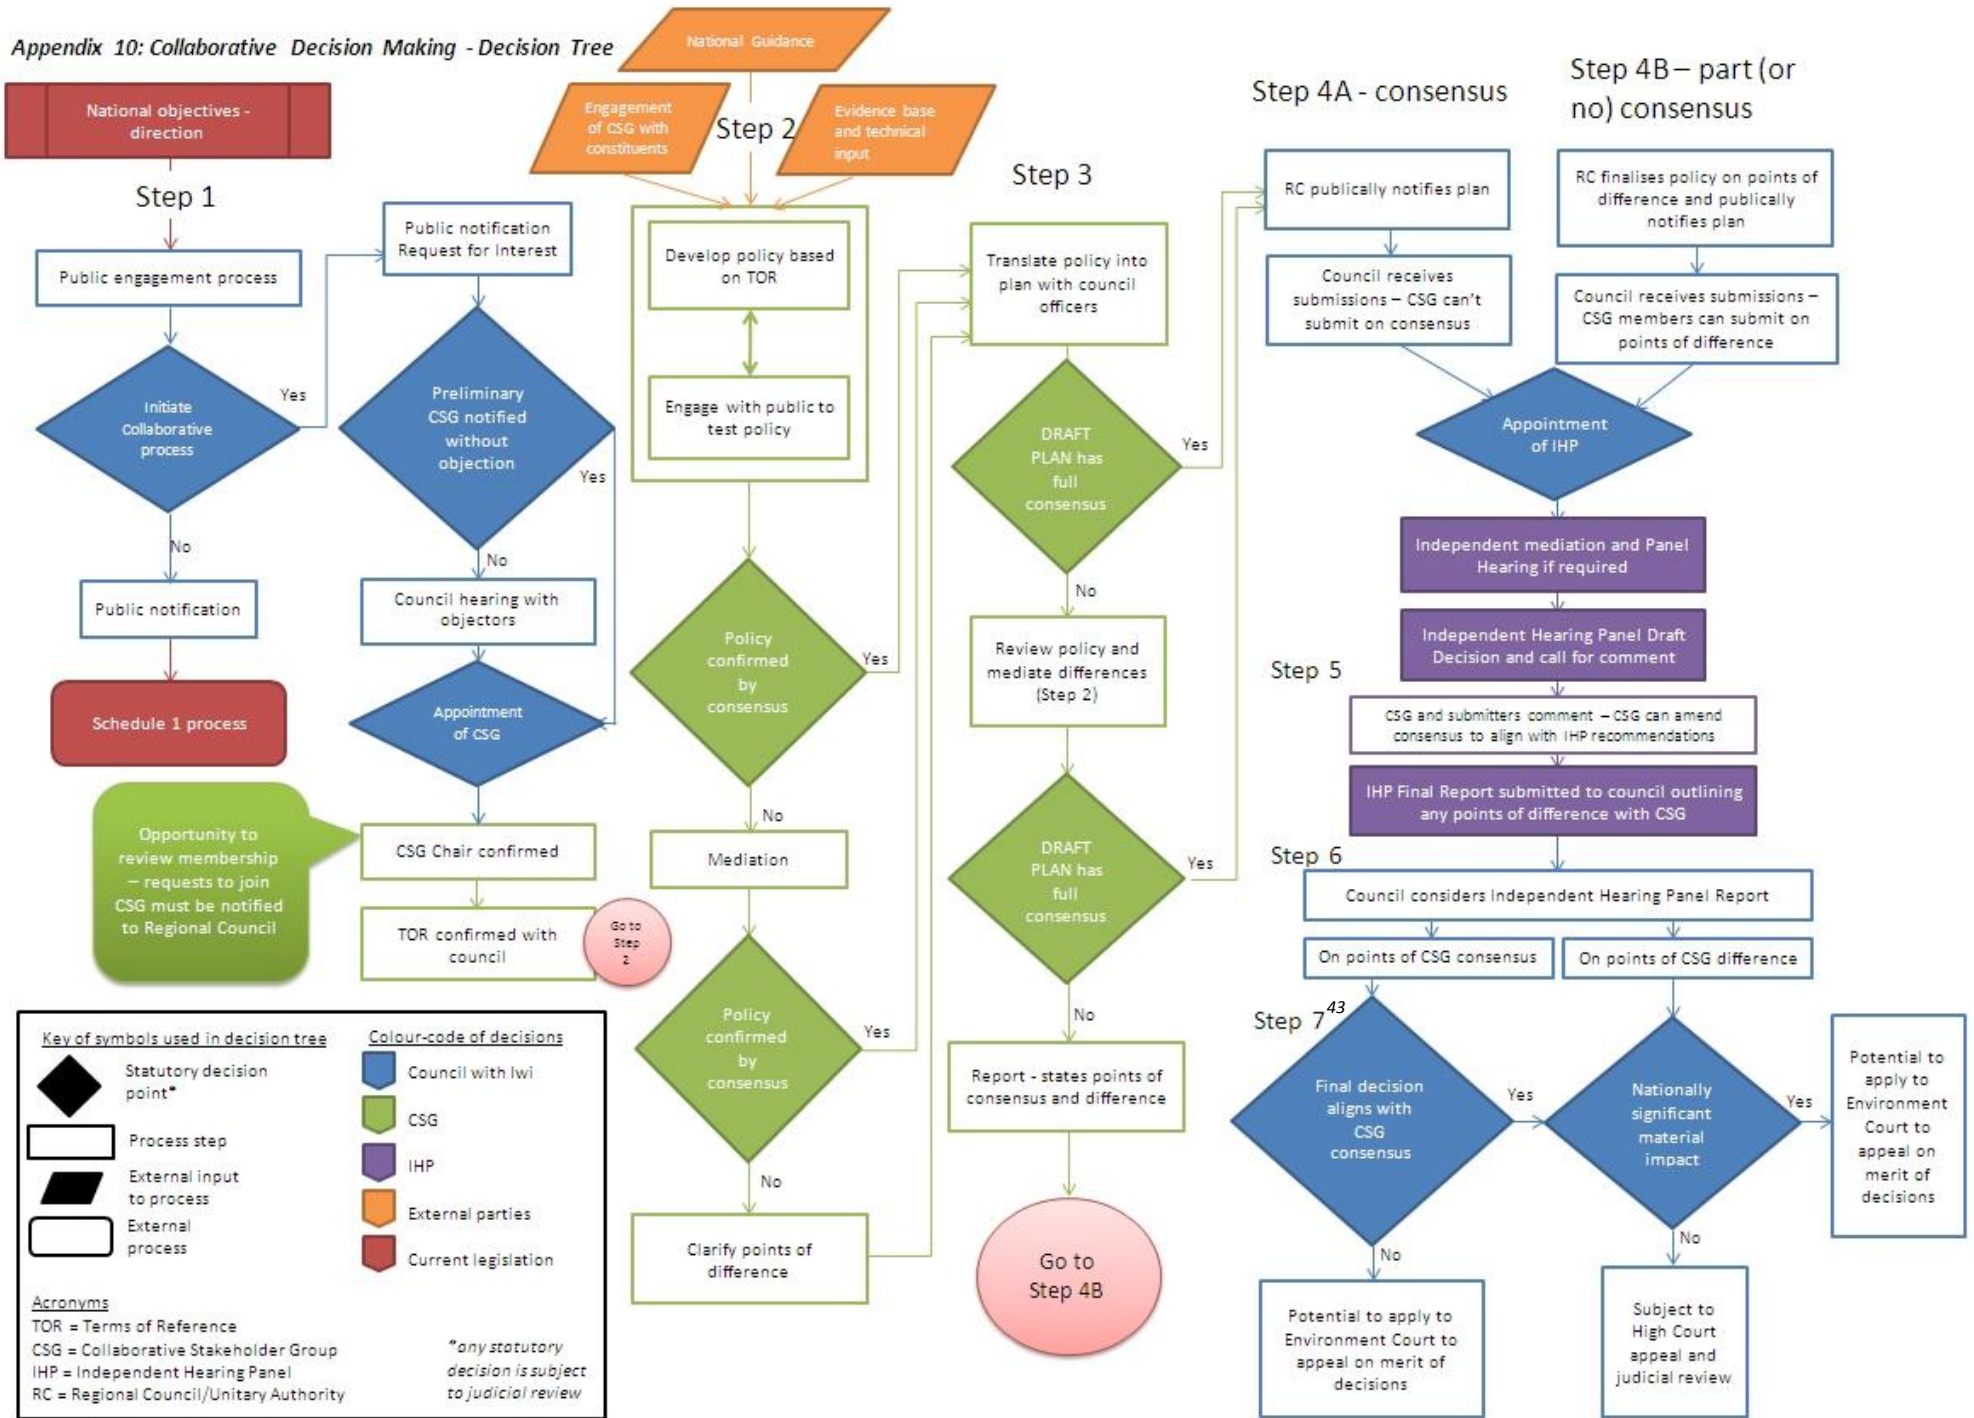 Appendix 10: Collaborative Decision Making - Decision Tree
National objectives -
direction
Step 1
Public engagement process
Initiate
Collaborative
process
Yes
No
Public notification
Schedule 1 process
Public notification
Request for Interest
Preliminary
CSG notified
without
objection
Yes
No
Council hearing with
objectors
Appointment
of CSG
Opportunity to
review membership
– requests to join
CSG must be notified
to Regional Council
CSG Chair confirmed
TOR confirmed with
council
Go to
Step
2
Key of symbols used in decision tree
Statutory decision
point*
Process step
External input
to process
External
process
Colour-code of decisions
Council with Iwi
CSG
IHP
External parties
Current legislation
Acronyms
TOR = Terms of Reference
CSG = Collaborative Stakeholder Group
IHP = Independent Hearing Panel
RC = Regional Council/Unitary Authority
*any statutory
decision is subject
to judicial review
National Guidance
Engagement
of CSG with
constituents
Step 2
Evidence base
and technical
input
Develop policy based
on TOR
Engage with public to
test policy
Policy
confirmed
by
consensus
Yes
No
Mediation
Policy
confirmed
by
consensus
Yes
No
Clarify points of
difference
Step 3
Translate policy into
plan with council
officers
DRAFT
PLAN has
full
consensus
Yes
No
Review policy and
mediate differences
(Step 2)
DRAFT
PLAN has
full
consensus
Yes
No
Report - states points of
consensus and difference
Go to
Step 4B
Step 4A - consensus
RC publically notifies plan
Council receives
submissions – CSG can't
submit on consensus
Step 4B – part (or
no) consensus
RC finalises policy on points of
difference and publically
notifies plan
Council receives submissions –
CSG members can submit on
points of difference
Appointment
of IHP
Independent mediation and Panel
Hearing if required
Independent Hearing Panel Draft
Decision and call for comment
Step 5
CSG and submitters comment – CSG can amend
consensus to align with IHP recommendations
IHP Final Report submitted to council outlining
any points of difference with CSG
Step 6
Council considers Independent Hearing Panel Report
On points of CSG consensus
On points of CSG difference
Step 7 43
Final decision
aligns with
CSG
consensus
Yes
No
Potential to apply to
Environment Court to
appeal on merit of
decisions
Nationally
significant
material
impact
Yes
No
Subject to
High Court
appeal and
judicial review
Potential to
apply to
Environment
Court to
appeal on
merit of
decisions